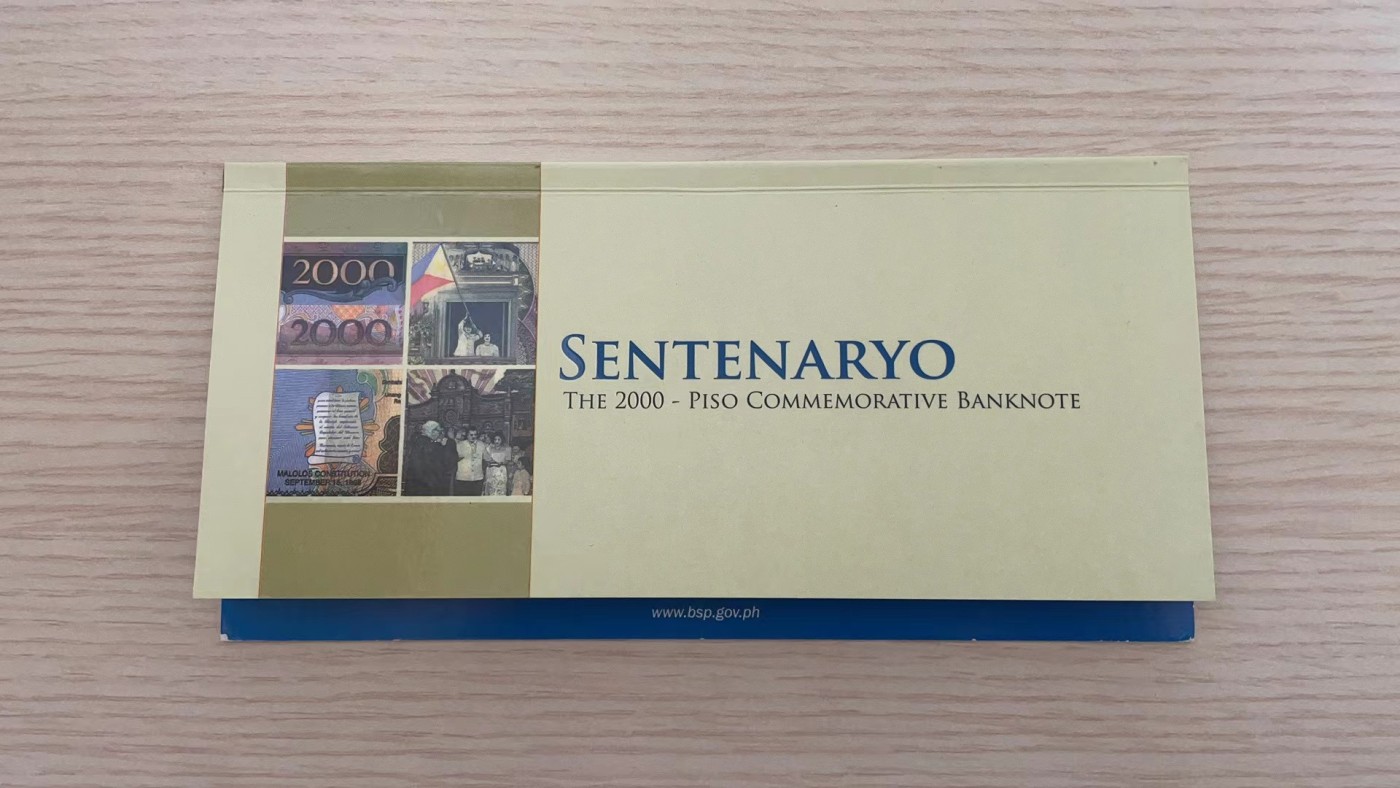 2000
2000
MALOLOS CONSTITUTION
SENTENARYO
THE 2000 - PISO COMMEMORATIVE BANKNOTE
www.bsp.gov.ph